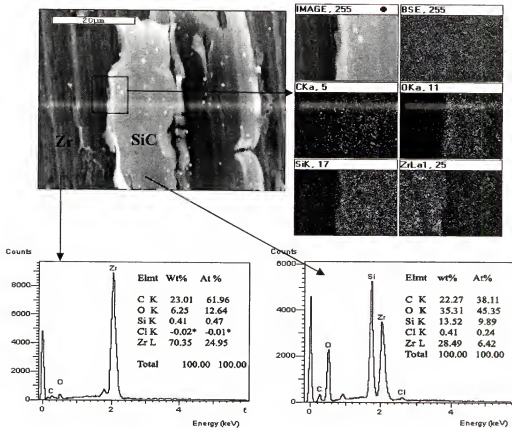 20µm
Zr
SiC
IMAGE, 255
BSE, 255
CKa, 5
OKa, 11
SiK, 17
ZrLa1, 25
Counts
8000
6000
4000
2000
0
C
O
Zr
Elmt Wt% At %
C K 23.01 61.96
O K 6.25 12.64
Si K 0.41 0.47
Cl K -0.02* -0.01*
Zr L 70.35 24.95
Total 100.00 100.00
0 2 4 6
Energy (keV)
Counts
6000
4000
2000
0
C
O
Si
Zr
Cl
Elmt wt% At%
C K 22.27 38.11
O K 35.31 45.35
Si K 13.52 9.89
Cl K 0.41 0.24
Zr L 28.49 6.42
Total 100.00 100.00
0 2 4
Energy (keV)